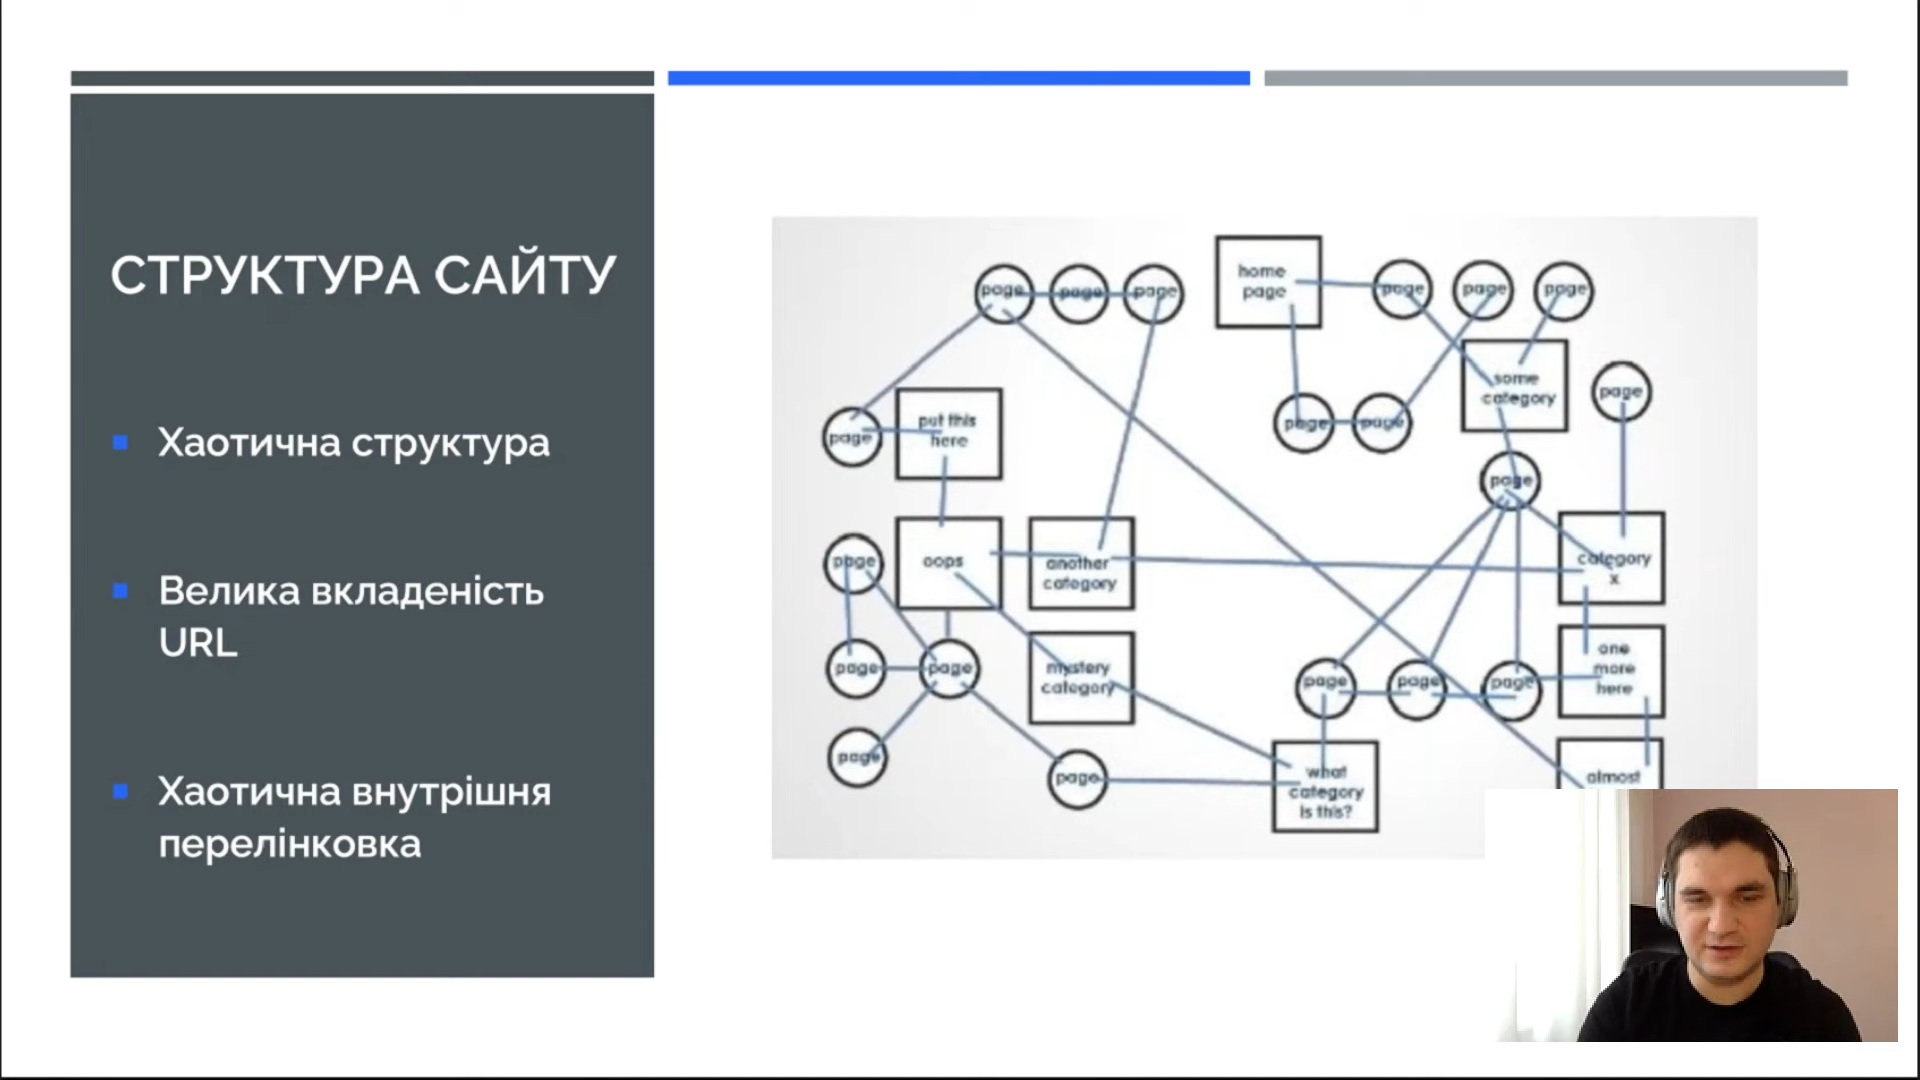 СТРУКТУРА САЙТУ
Хаотична структура
Велика вкладеність
URL
Хаотична внутрішня
перелінковка
page
page
page
home
page
page
page
page
some
category
page
page
put this
here
page
page
page
page
oops
another
category
category
x
one
more
here
page
page
mystery
category
page
page
page
page
page
what
category
is this?
almost